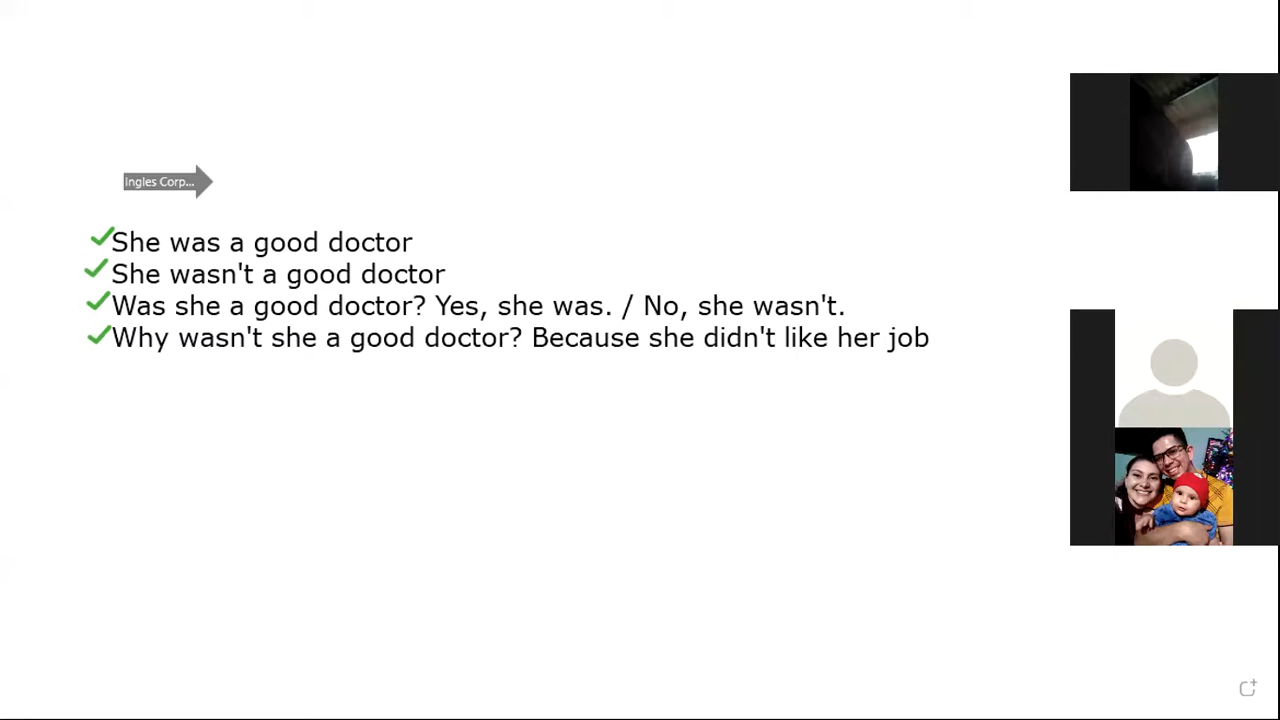 Ingles Corp...
She was a good doctor
She wasn't a good doctor
Was she a good doctor? Yes, she was. / No, she wasn't.
Why wasn't she a good doctor? Because she didn't like her job